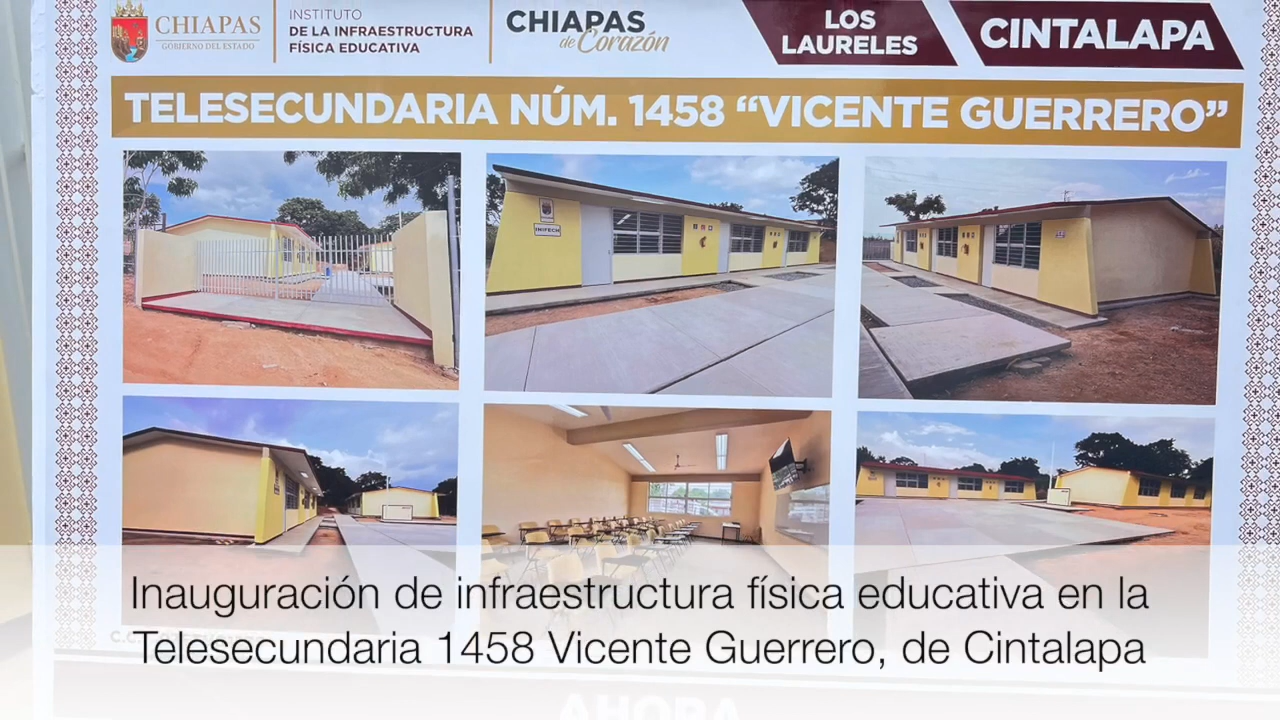 CHIAPAS
GOBIERNO DEL ESTADO
INSTITUTO
DE LA INFRAESTRUCTURA
FÍSICA EDUCATIVA
CHIAPAS
de Corazón
LOS
LAURELES
CINTALAPA
TELESECUNDARIA NÚM. 1458 “VICENTE GUERRERO”
INIFECH
Inauguración de infraestructura física educativa en la
Telesecundaria 1458 Vicente Guerrero, de Cintalapa
AHORA